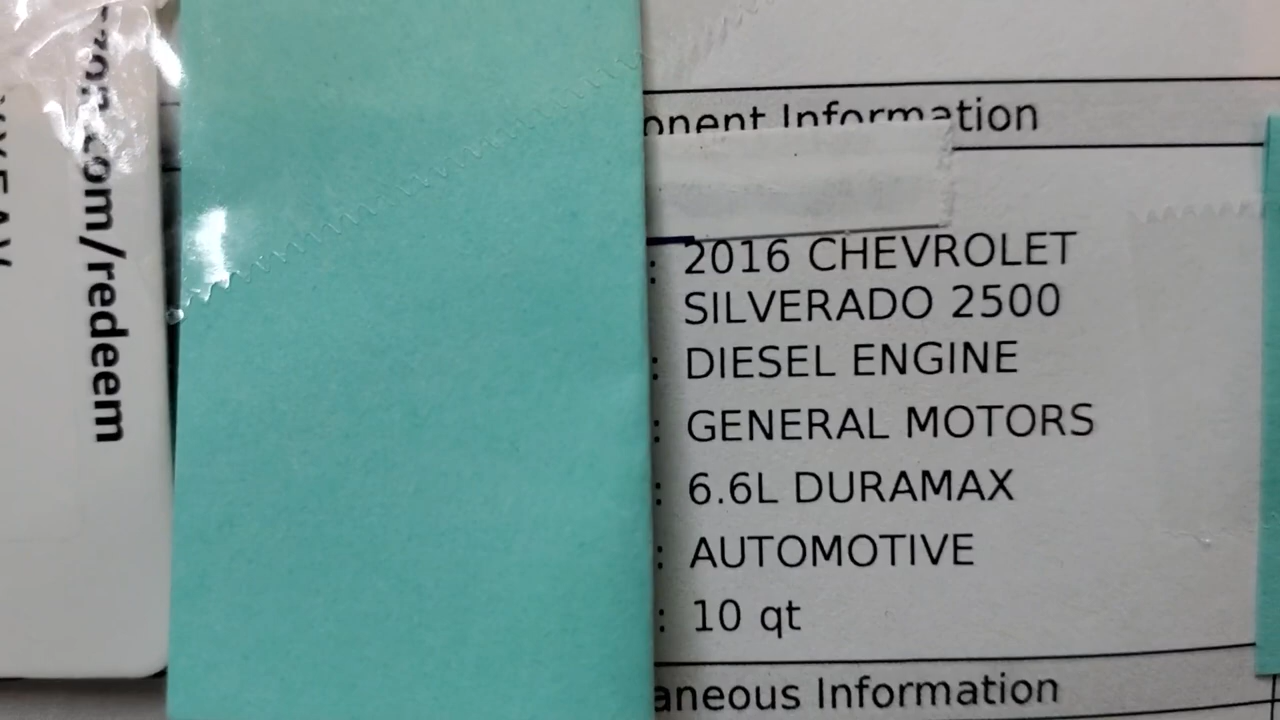 com/redeem
Information
: 2016 CHEVROLET
SILVERADO 2500
: DIESEL ENGINE
: GENERAL MOTORS
: 6.6L DURAMAX
: AUTOMOTIVE
: 10 qt
aneous Information